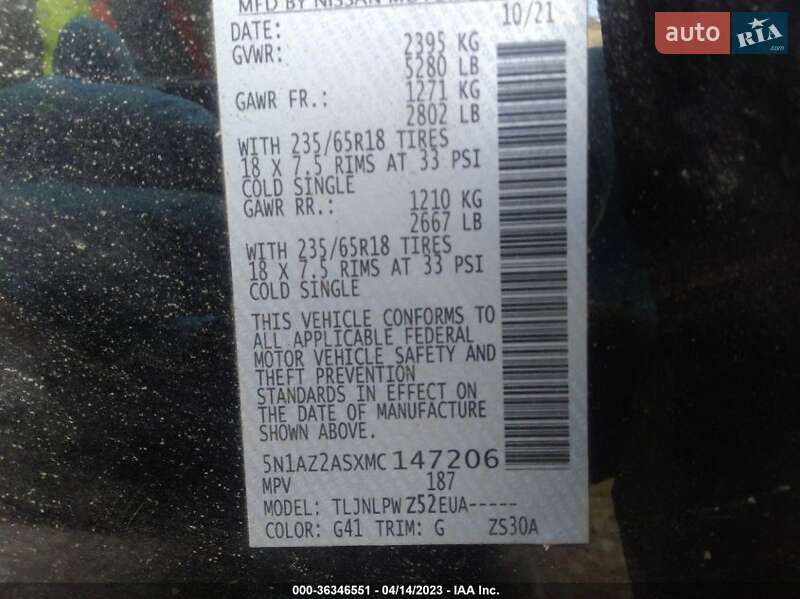 MFD BY NISSAN MOTOR
DATE: 10/21
GVWR: 2395 KG
5280 LB
GAWR FR.: 1271 KG
2802 LB
WITH 235/65R18 TIRES
18 X 7.5 RIMS AT 33 PSI
COLD SINGLE
GAWR RR.: 1210 KG
2667 LB
WITH 235/65R18 TIRES
18 X 7.5 RIMS AT 33 PSI
COLD SINGLE
THIS VEHICLE CONFORMS TO
ALL APPLICABLE FEDERAL
MOTOR VEHICLE SAFETY AND
THEFT PREVENTION
STANDARDS IN EFFECT ON
THE DATE OF MANUFACTURE
SHOWN ABOVE.
5N1AZ2ASXMC147206
MPV 187
MODEL: TLJNLPWZ52EUA-----
COLOR: G41 TRIM: G ZS30A
auto RIA .com
000-36346551 - 04/14/2023 - IAA Inc.